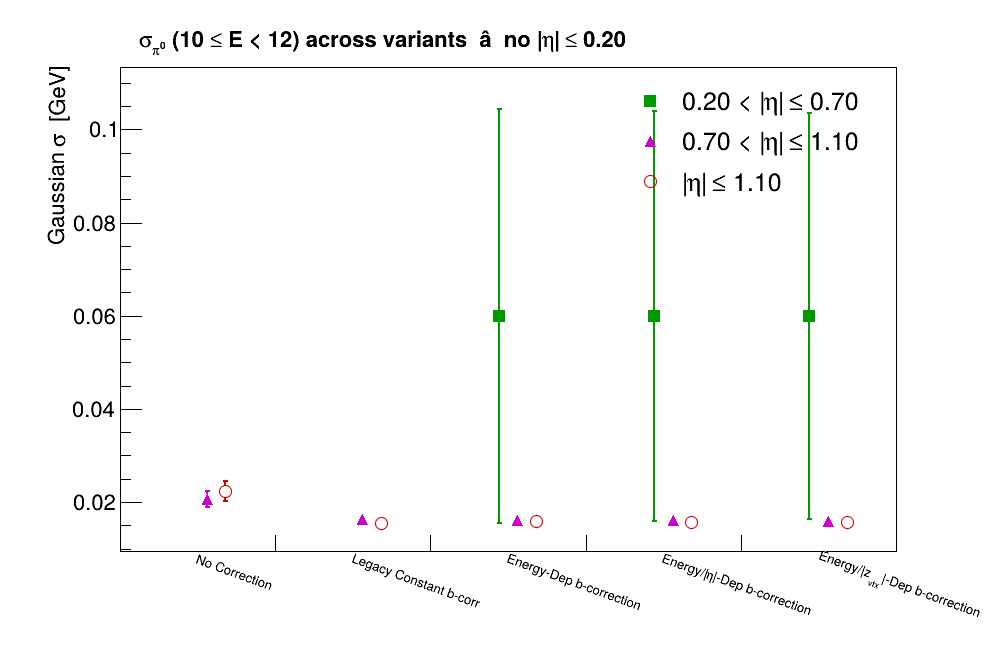 σπ⁰ (10 ≤ E < 12) across variants â no |η| ≤ 0.20
Gaussian σ [GeV]
0.1
0.08
0.06
0.04
0.02
0.20 < |η| ≤ 0.70
0.70 < |η| ≤ 1.10
|η| ≤ 1.10
No Correction
Legacy Constant b-corr
Energy-Dep b-correction
Energy/|η|-Dep b-correction
Energy/|z_vtx|-Dep b-correction